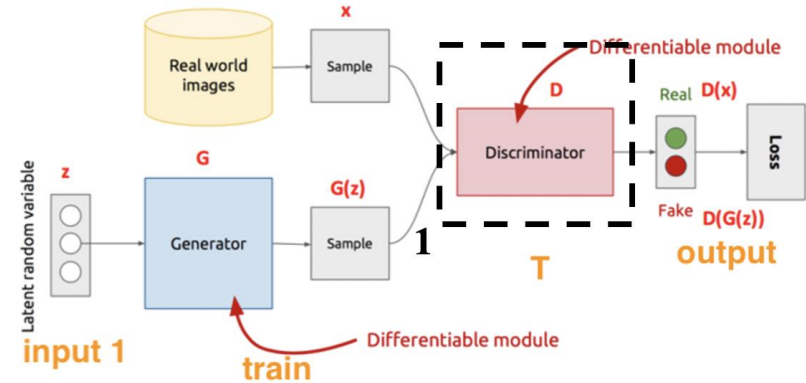 x
Differentiable module
Real world
images
Sample
D
Real D(x)
Discriminator
Loss
Latent random variable
z
G
G(z)
Fake D(G(z))
Generator
Sample
1
T
output
Differentiable module
input 1
train